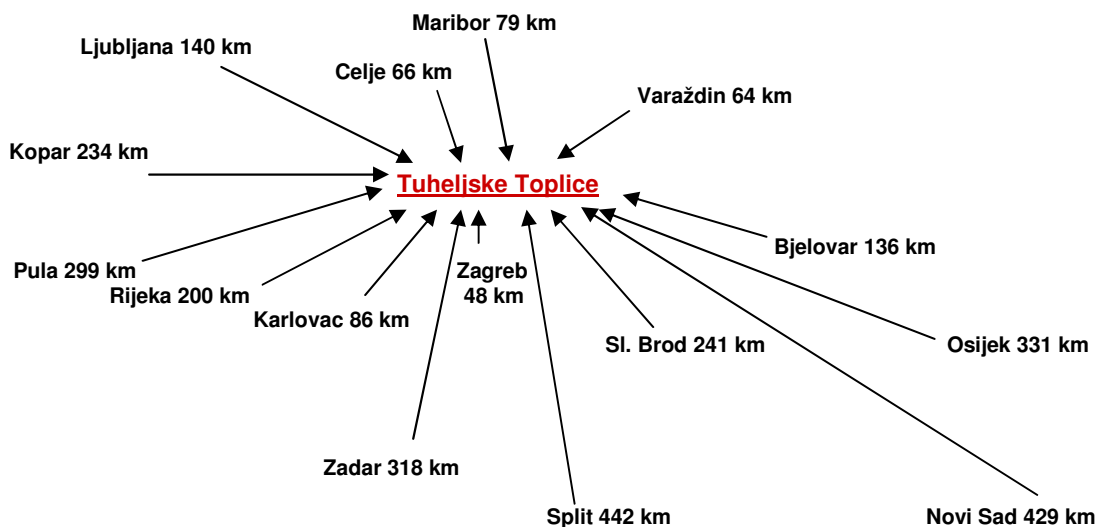 Maribor 79 km
Ljubljana 140 km
Celje 66 km
Varaždin 64 km
Kopar 234 km
Tuheljske Toplice
Bjelovar 136 km
Pula 299 km
Zagreb
48 km
Rijeka 200 km
Karlovac 86 km
Sl. Brod 241 km
Osijek 331 km
Zadar 318 km
Split 442 km
Novi Sad 429 km